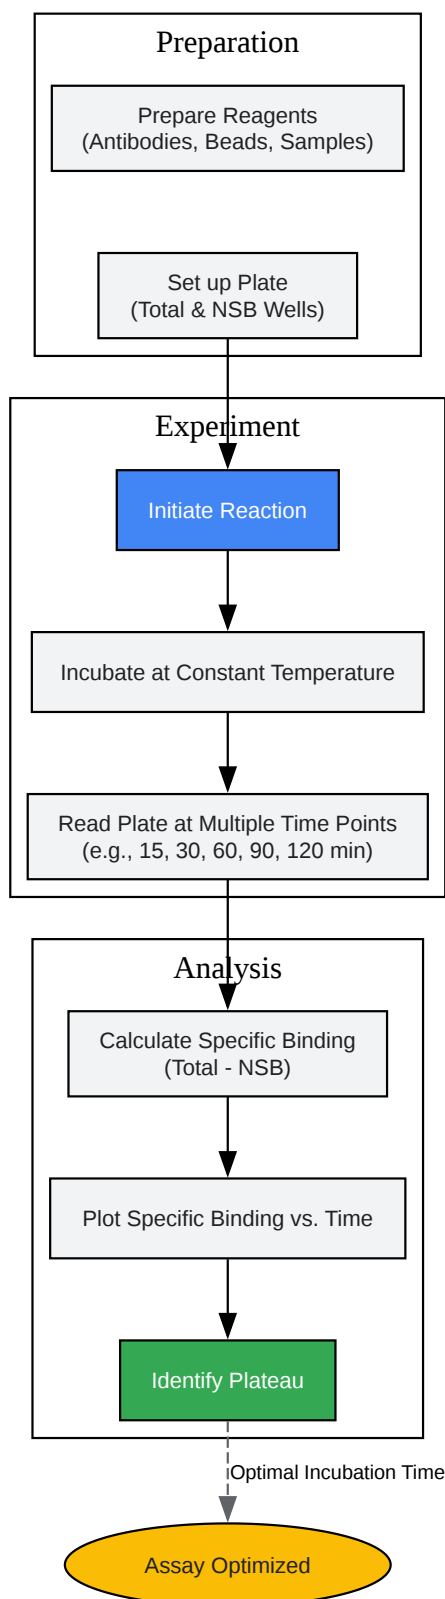 Preparation
Prepare Reagents
(Antibodies, Beads, Samples)
Set up Plate
(Total & NSB Wells)
Experiment
Initiate Reaction
Incubate at Constant Temperature
Read Plate at Multiple Time Points
(e.g., 15, 30, 60, 90, 120 min)
Analysis
Calculate Specific Binding
(Total - NSB)
Plot Specific Binding vs. Time
Identify Plateau
Optimal Incubation Time
Assay Optimized